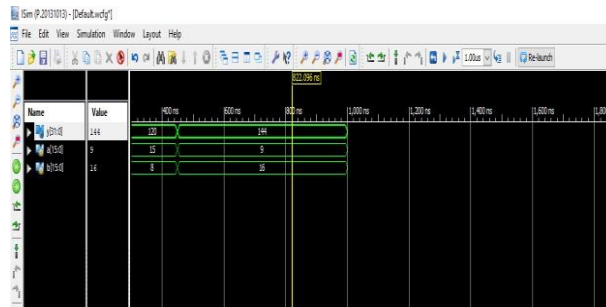 ISim (P.20131013) - [Default.wcfg*]
File Edit View Simulation Window Layout Help
1.00us Re-launch
822.096 ns
Name Value
400 ns 600 ns 800 ns 1,000 ns 1,200 ns 1,400 ns 1,600 ns 1,80
y[31:0] 144 120 144
a[15:0] 9 15 9
b[15:0] 16 8 16